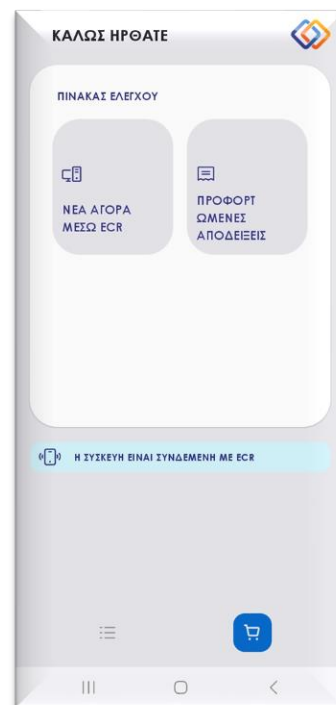 ΚΑΛΩΣ ΗΡΘΑΤΕ
ΠΙΝΑΚΑΣ ΕΛΕΓΧΟΥ
ΝΕΑ ΑΓΟΡΑ
ΜΕΣΩ ECR
ΠΡΟΦΟΡΤ
ΩΜΕΝΕΣ
ΑΠΟΔΕΙΞΕΙΣ
Η ΣΥΣΚΕΥΗ ΕΙΝΑΙ ΣΥΝΔΕΜΕΝΗ ΜΕ ECR